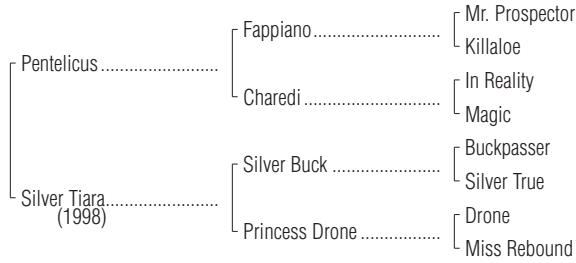 Mr. Prospector
Fappiano
Killaloe
Pentelicus
In Reality
Charedi
Magic
Buckpasser
Silver Buck
Silver True
Silver Tiara
(1998)
Drone
Princess Drone
Miss Rebound